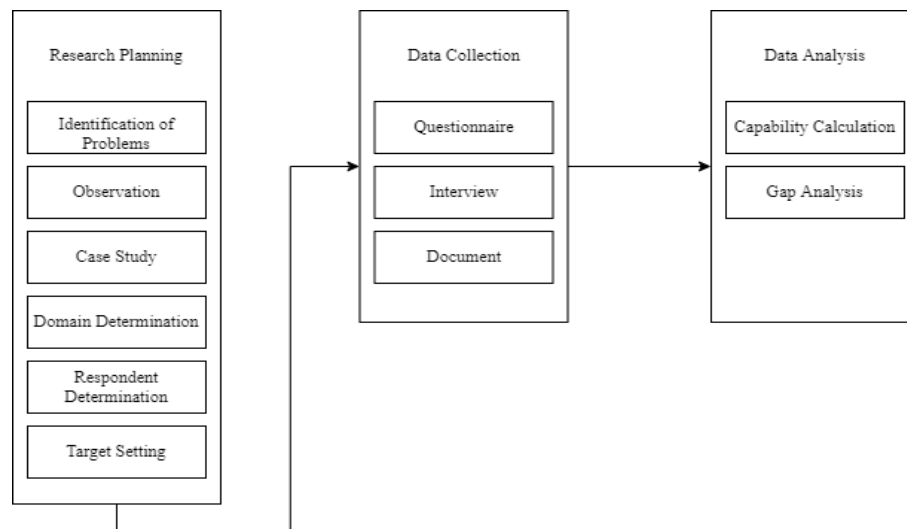 Research Planning
Identification of
Problems
Observation
Case Study
Domain Determination
Respondent
Determination
Target Setting
Data Collection
Questionnaire
Interview
Document
Data Analysis
Capability Calculation
Gap Analysis